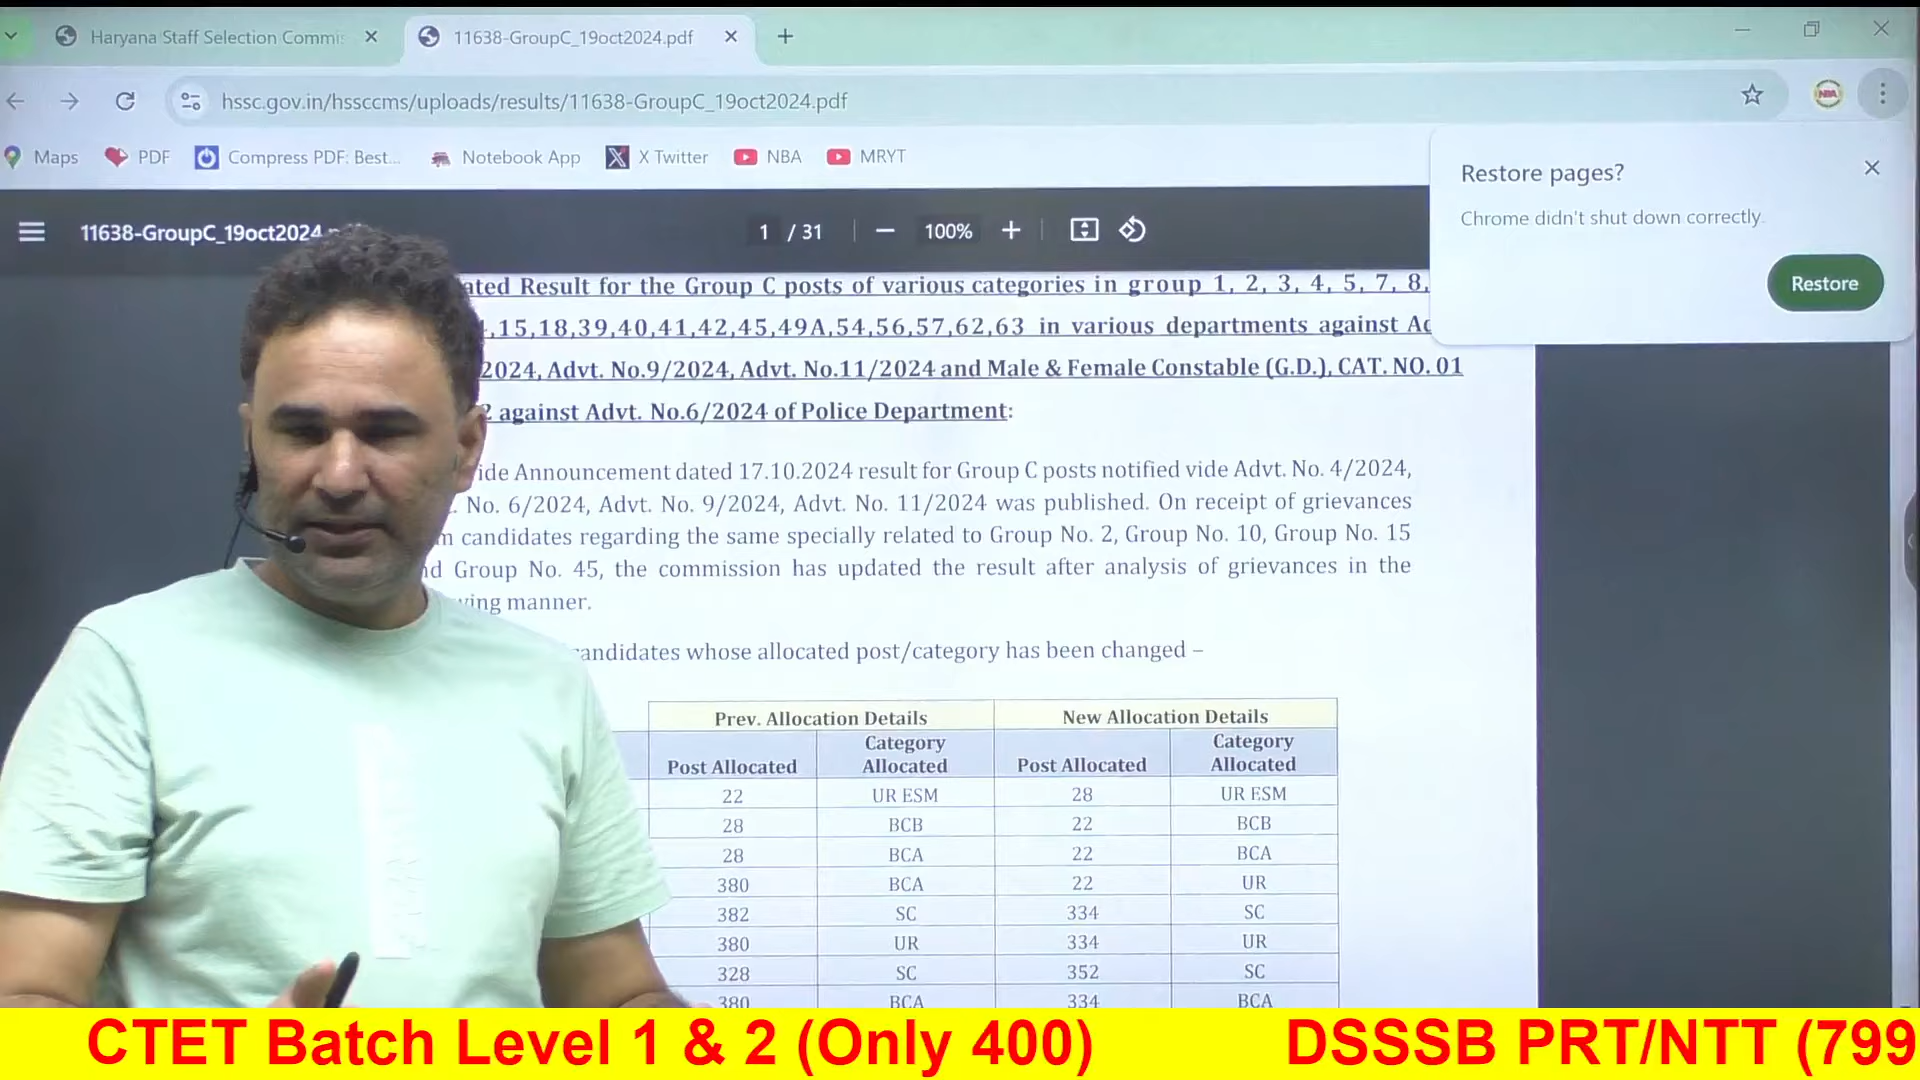 Haryana Staff Selection Commi
11638-GroupC_19oct2024.pdf
hssc.gov.in/hssccms/uploads/results/11638-GroupC_19oct2024.pdf
NBA
Maps
PDF
Compress PDF: Best...
Notebook App
X Twitter
NBA
MRYT
Restore pages?
Chrome didn't shut down correctly.
Restore
11638-GroupC_19oct2024.p
1 / 31
100%
ated Result for the Group C posts of various categories in group 1, 2, 3, 4, 5, 7, 8,
,15,18,39,40,41,42,45,49A,54,56,57,62,63 in various departments against Ad
2024, Advt. No.9/2024, Advt. No.11/2024 and Male & Female Constable (G.D.), CAT. NO. 01
2 against Advt. No.6/2024 of Police Department:
ide Announcement dated 17.10.2024 result for Group C posts notified vide Advt. No. 4/2024,
. No. 6/2024, Advt. No. 9/2024, Advt. No. 11/2024 was published. On receipt of grievances
m candidates regarding the same specially related to Group No. 2, Group No. 10, Group No. 15
nd Group No. 45, the commission has updated the result after analysis of grievances in the
wing manner.
andidates whose allocated post/category has been changed –
Prev. Allocation Details New Allocation Details
Post Allocated Category Allocated Post Allocated Category Allocated
22 UR ESM 28 UR ESM
28 BCB 22 BCB
28 BCA 22 BCA
380 BCA 22 UR
382 SC 334 SC
380 UR 334 UR
328 SC 352 SC
380 BCA 334 BCA
CTET Batch Level 1 & 2 (Only 400) DSSSB PRT/NTT (799